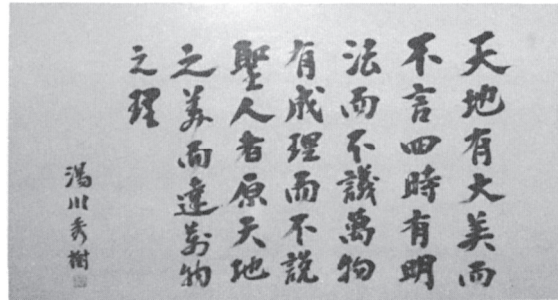 天地有大美而
不言四時有明
法而不議萬物
有成理而不說
聖人者原天地
之美而達萬物
之理
湯川秀樹